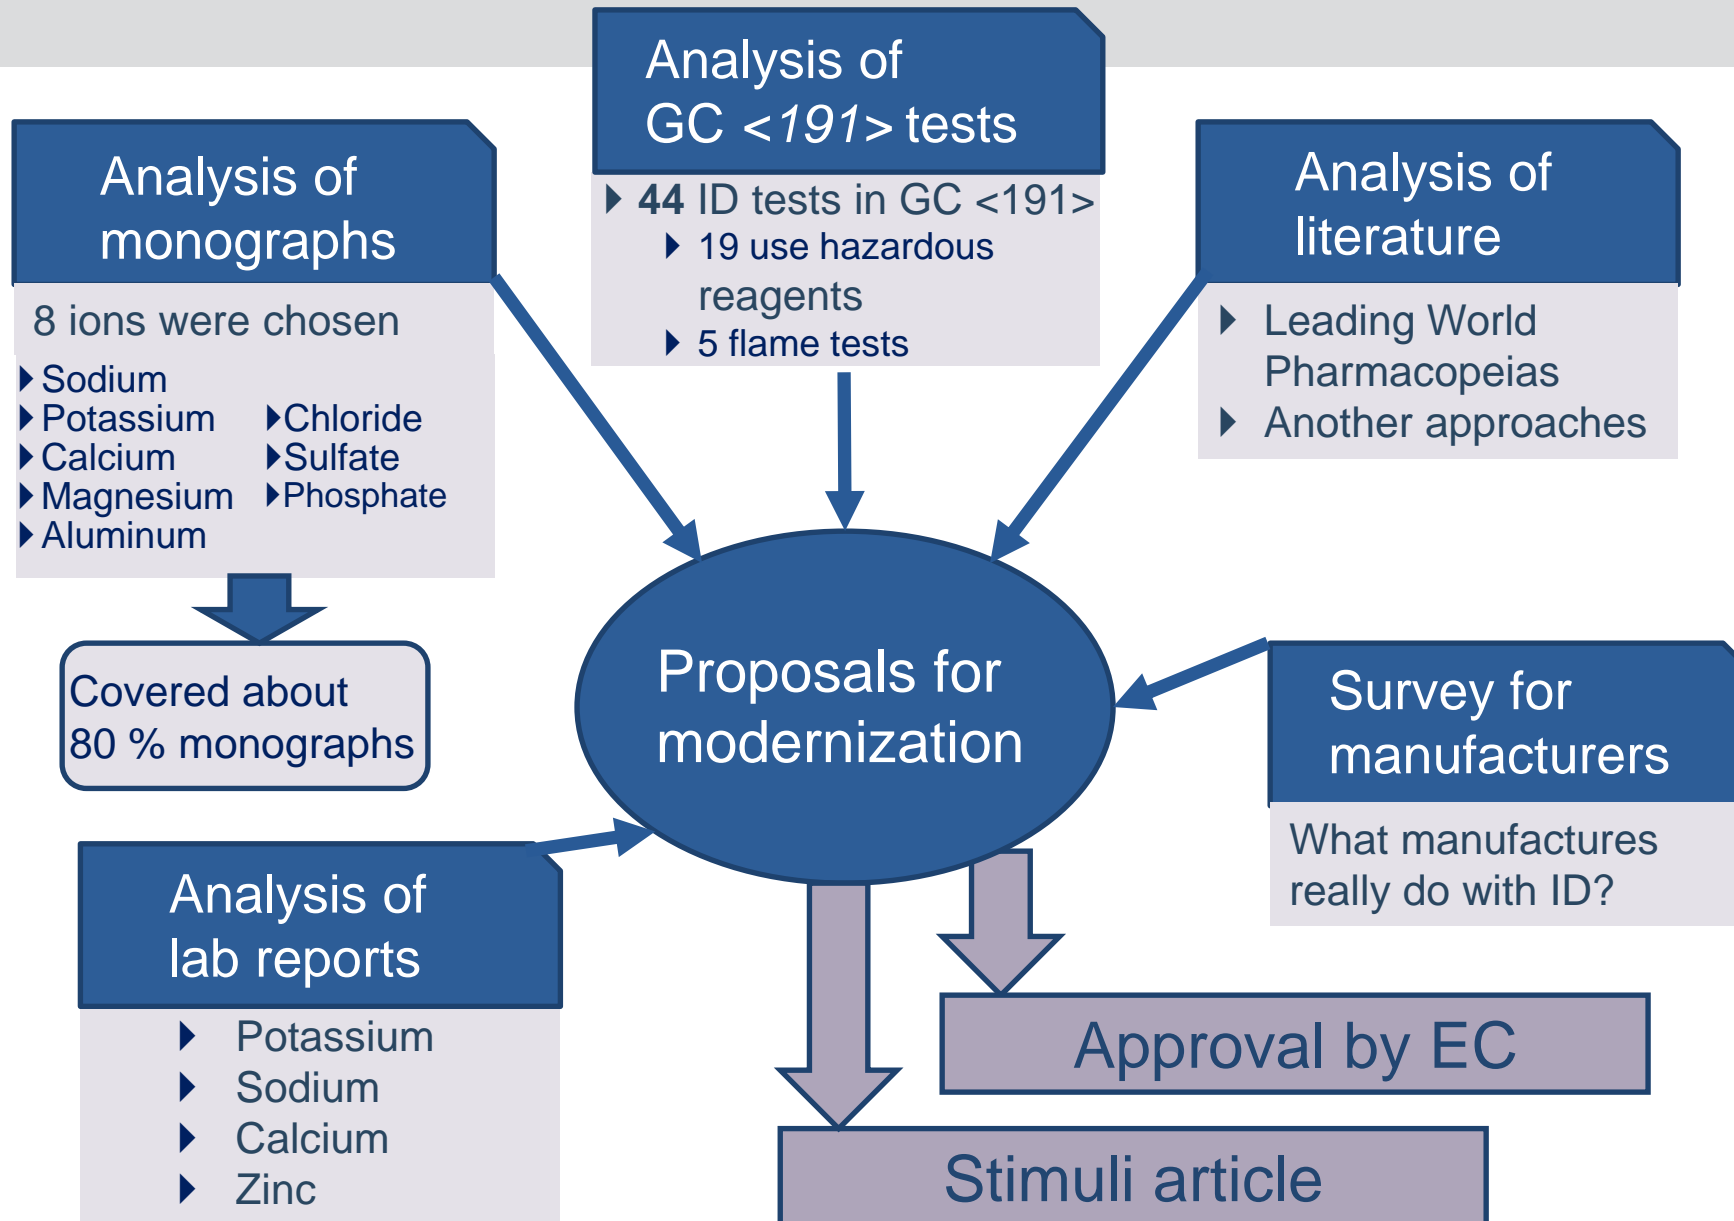 Analysis of
GC <191> tests
44 ID tests in GC <191>
19 use hazardous
reagents
5 flame tests
Analysis of
monographs
8 ions were chosen
Sodium
Potassium
Calcium
Magnesium
Aluminum
Chloride
Sulfate
Phosphate
Covered about
80 % monographs
Analysis of
literature
Leading World
Pharmacopeias
Another approaches
Proposals for
modernization
Survey for
manufacturers
What manufactures
really do with ID?
Analysis of
lab reports
Potassium
Sodium
Calcium
Zinc
Approval by EC
Stimuli article